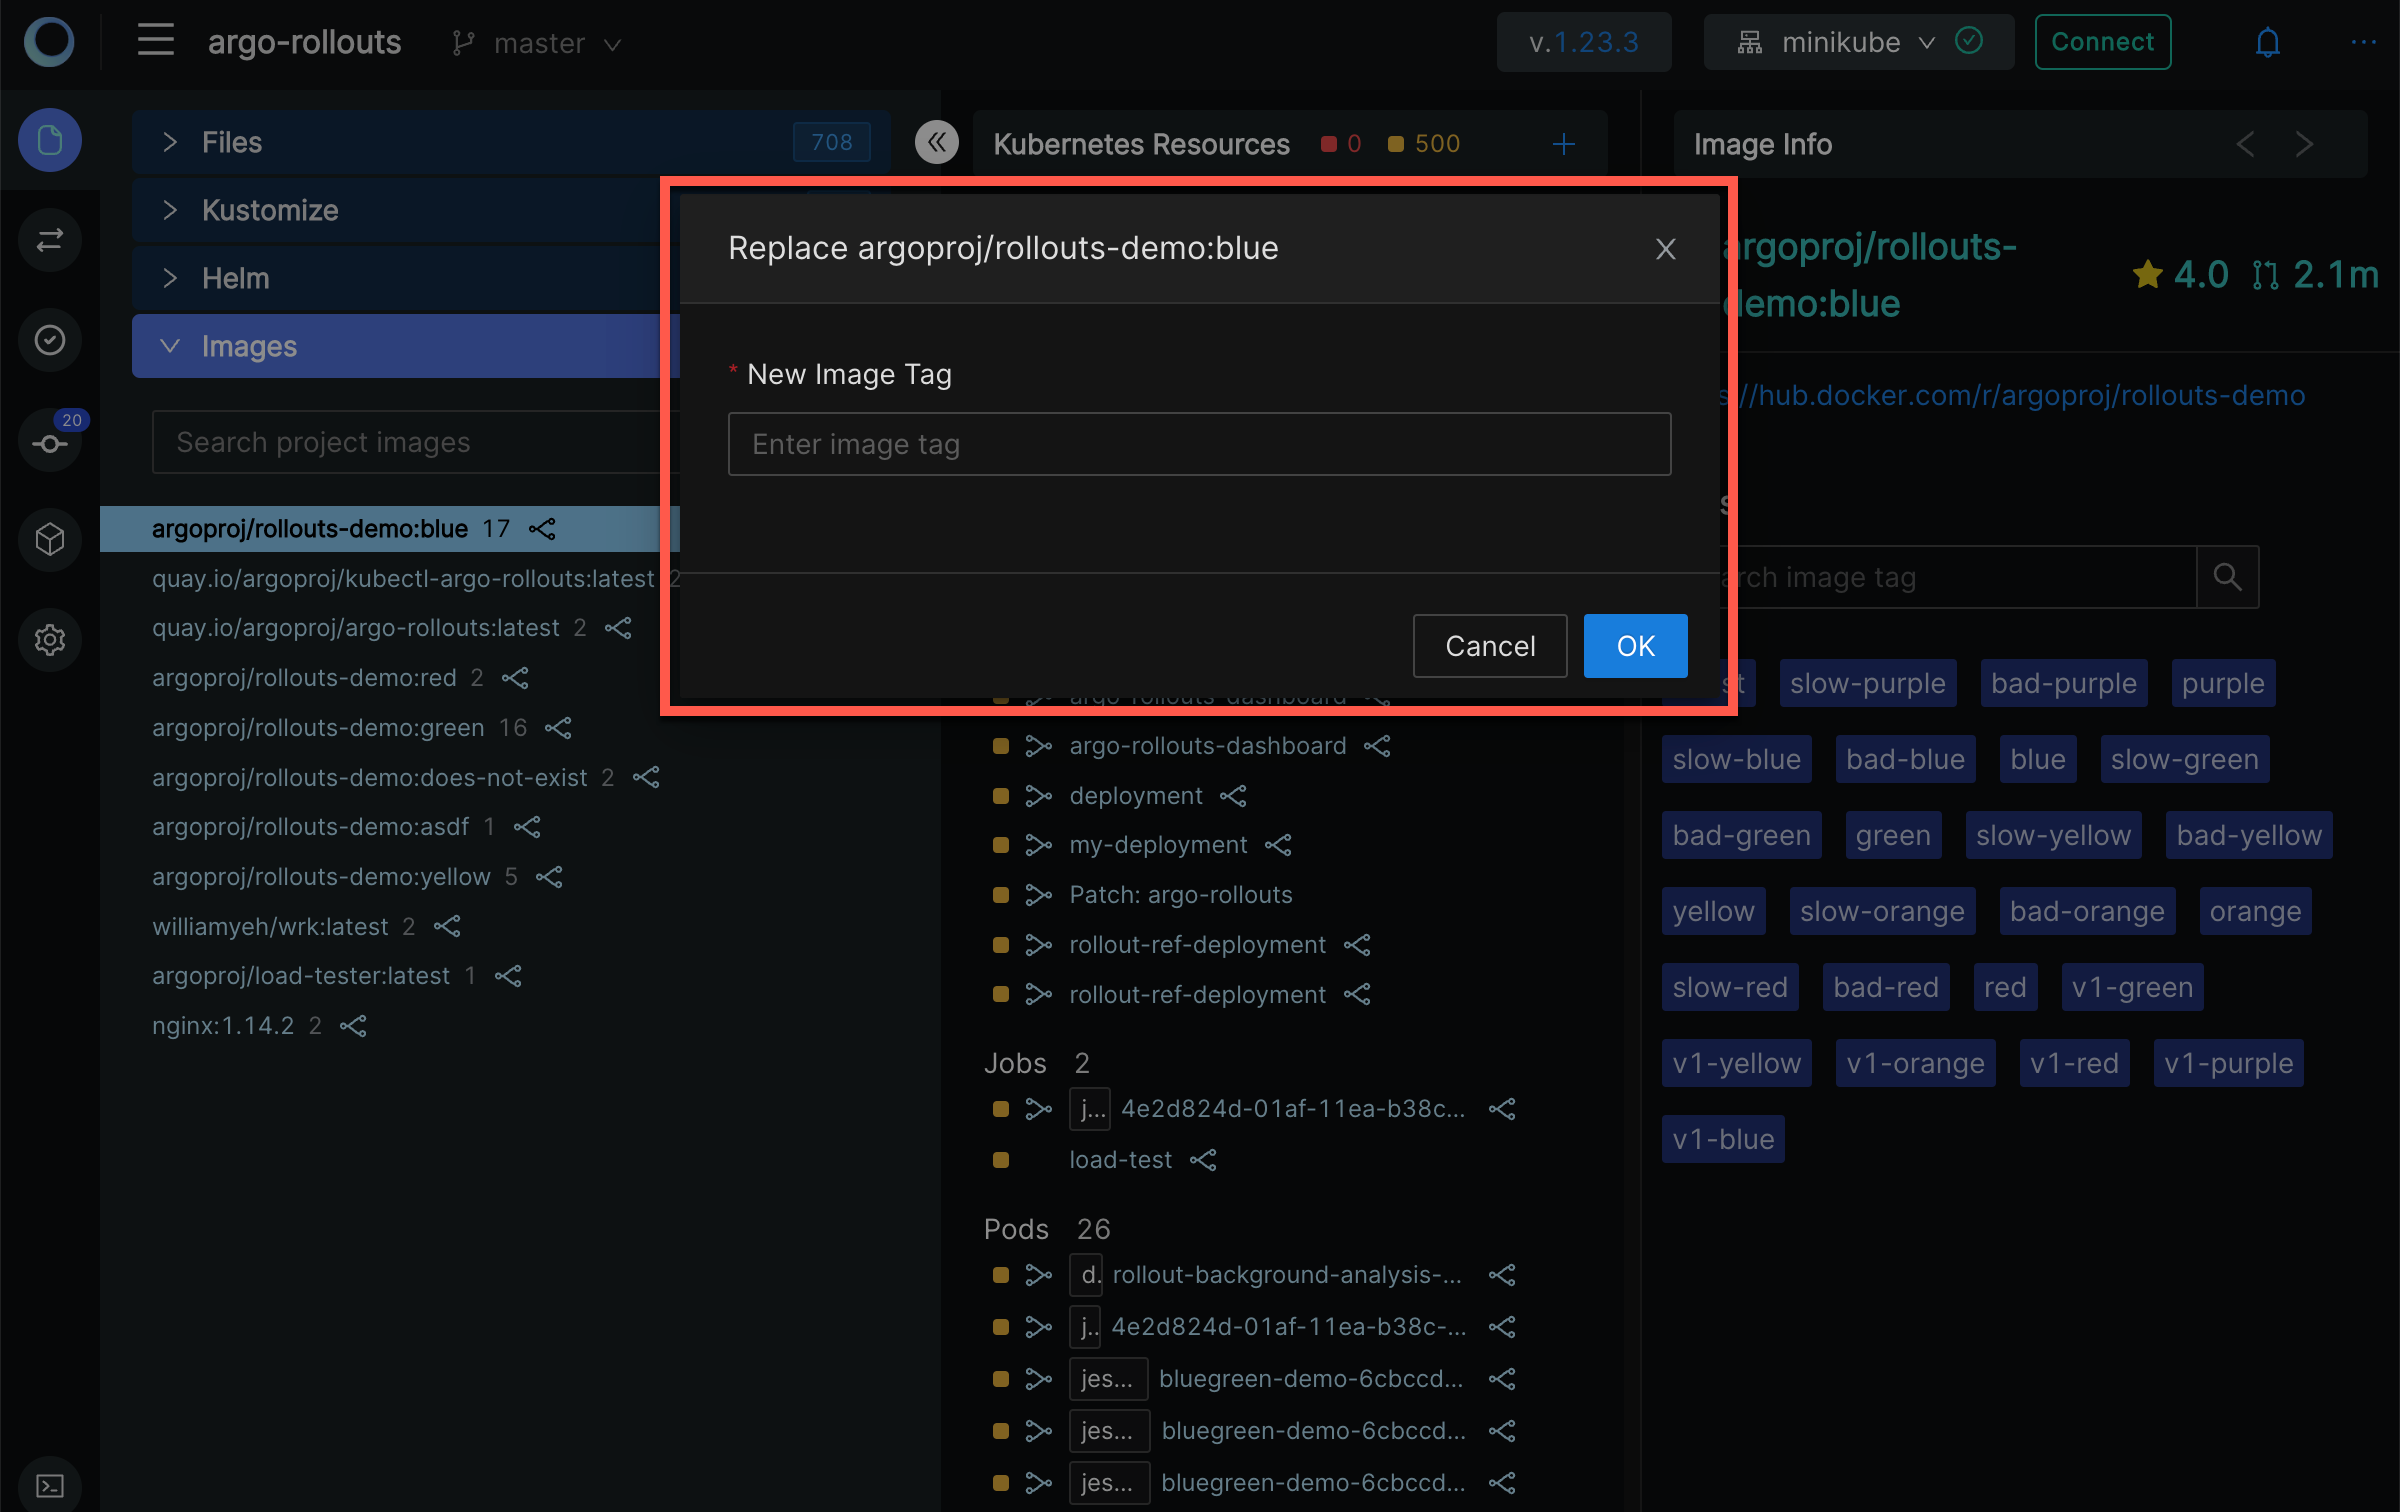 argo-rollouts
master
v.1.23.3
minikube
Connect
Files
708
Kustomize
Helm
Images
20
Search project images
argoproj/rollouts-demo:blue 17
quay.io/argoproj/kubectl-argo-rollouts:latest 2
quay.io/argoproj/argo-rollouts:latest 2
argoproj/rollouts-demo:red 2
argoproj/rollouts-demo:green 16
argoproj/rollouts-demo:does-not-exist 2
argoproj/rollouts-demo:asdf 1
argoproj/rollouts-demo:yellow 5
williamyeh/wrk:latest 2
argoproj/load-tester:latest 1
nginx:1.14.2 2
Kubernetes Resources 0 500
Replace argoproj/rollouts-demo:blue
* New Image Tag
Enter image tag
Cancel
OK
argo-rollouts-dashboard
argo-rollouts-dashboard
deployment
my-deployment
Patch: argo-rollouts
rollout-ref-deployment
rollout-ref-deployment
Jobs 2
j... 4e2d824d-01af-11ea-b38c...
load-test
Pods 26
d. rollout-background-analysis-...
j.. 4e2d824d-01af-11ea-b38c-...
jes... bluegreen-demo-6cbccd...
jes... bluegreen-demo-6cbccd...
jes... bluegreen-demo-6cbccd...
Image Info
argoproj/rollouts-
demo:blue
4.0 2.1m
s://hub.docker.com/r/argoproj/rollouts-demo
s
arch image tag
st slow-purple bad-purple purple
slow-blue bad-blue blue slow-green
bad-green green slow-yellow bad-yellow
yellow slow-orange bad-orange orange
slow-red bad-red red v1-green
v1-yellow v1-orange v1-red v1-purple
v1-blue